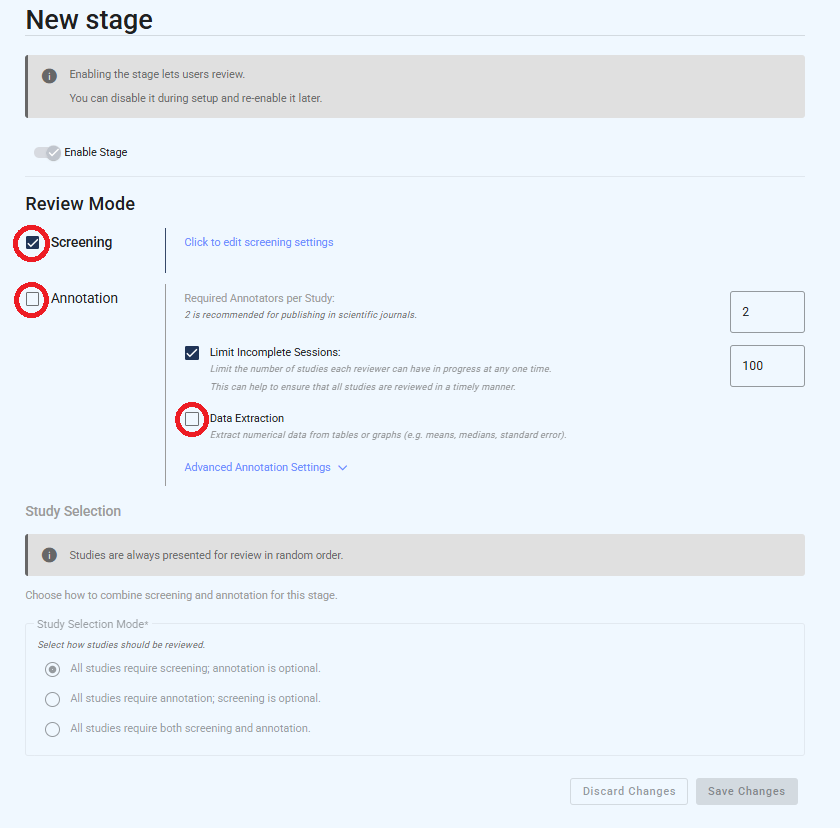 New stage
Enabling the stage lets users review.
You can disable it during setup and re-enable it later.
Enable Stage
Review Mode
Screening
Click to edit screening settings
Annotation
Required Annotators per Study:
2 is recommended for publishing in scientific journals.
2
Limit Incomplete Sessions:
Limit the number of studies each reviewer can have in progress at any one time.
This can help to ensure that all studies are reviewed in a timely manner.
100
Data Extraction
Extract numerical data from tables or graphs (e.g. means, medians, standard error).
Advanced Annotation Settings
Study Selection
Studies are always presented for review in random order.
Choose how to combine screening and annotation for this stage.
Study Selection Mode*
Select how studies should be reviewed.
All studies require screening; annotation is optional.
All studies require annotation; screening is optional.
All studies require both screening and annotation.
Discard Changes
Save Changes